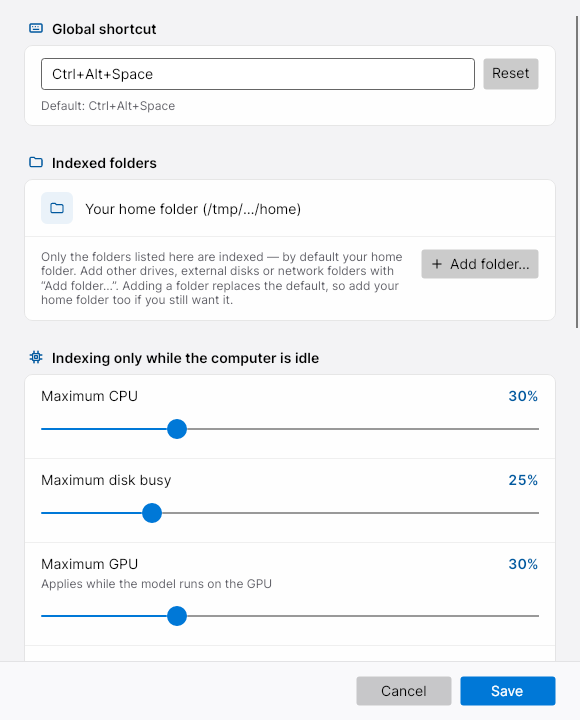 Global shortcut
Ctrl+Alt+Space
Reset
Default: Ctrl+Alt+Space
Indexed folders
Your home folder (/tmp/.../home)
Only the folders listed here are indexed — by default your home
folder. Add other drives, external disks or network folders with
“Add folder...”. Adding a folder replaces the default, so add your
home folder too if you still want it.
+ Add folder...
Indexing only while the computer is idle
Maximum CPU
30%
Maximum disk busy
25%
Maximum GPU
30%
Applies while the model runs on the GPU
Cancel
Save